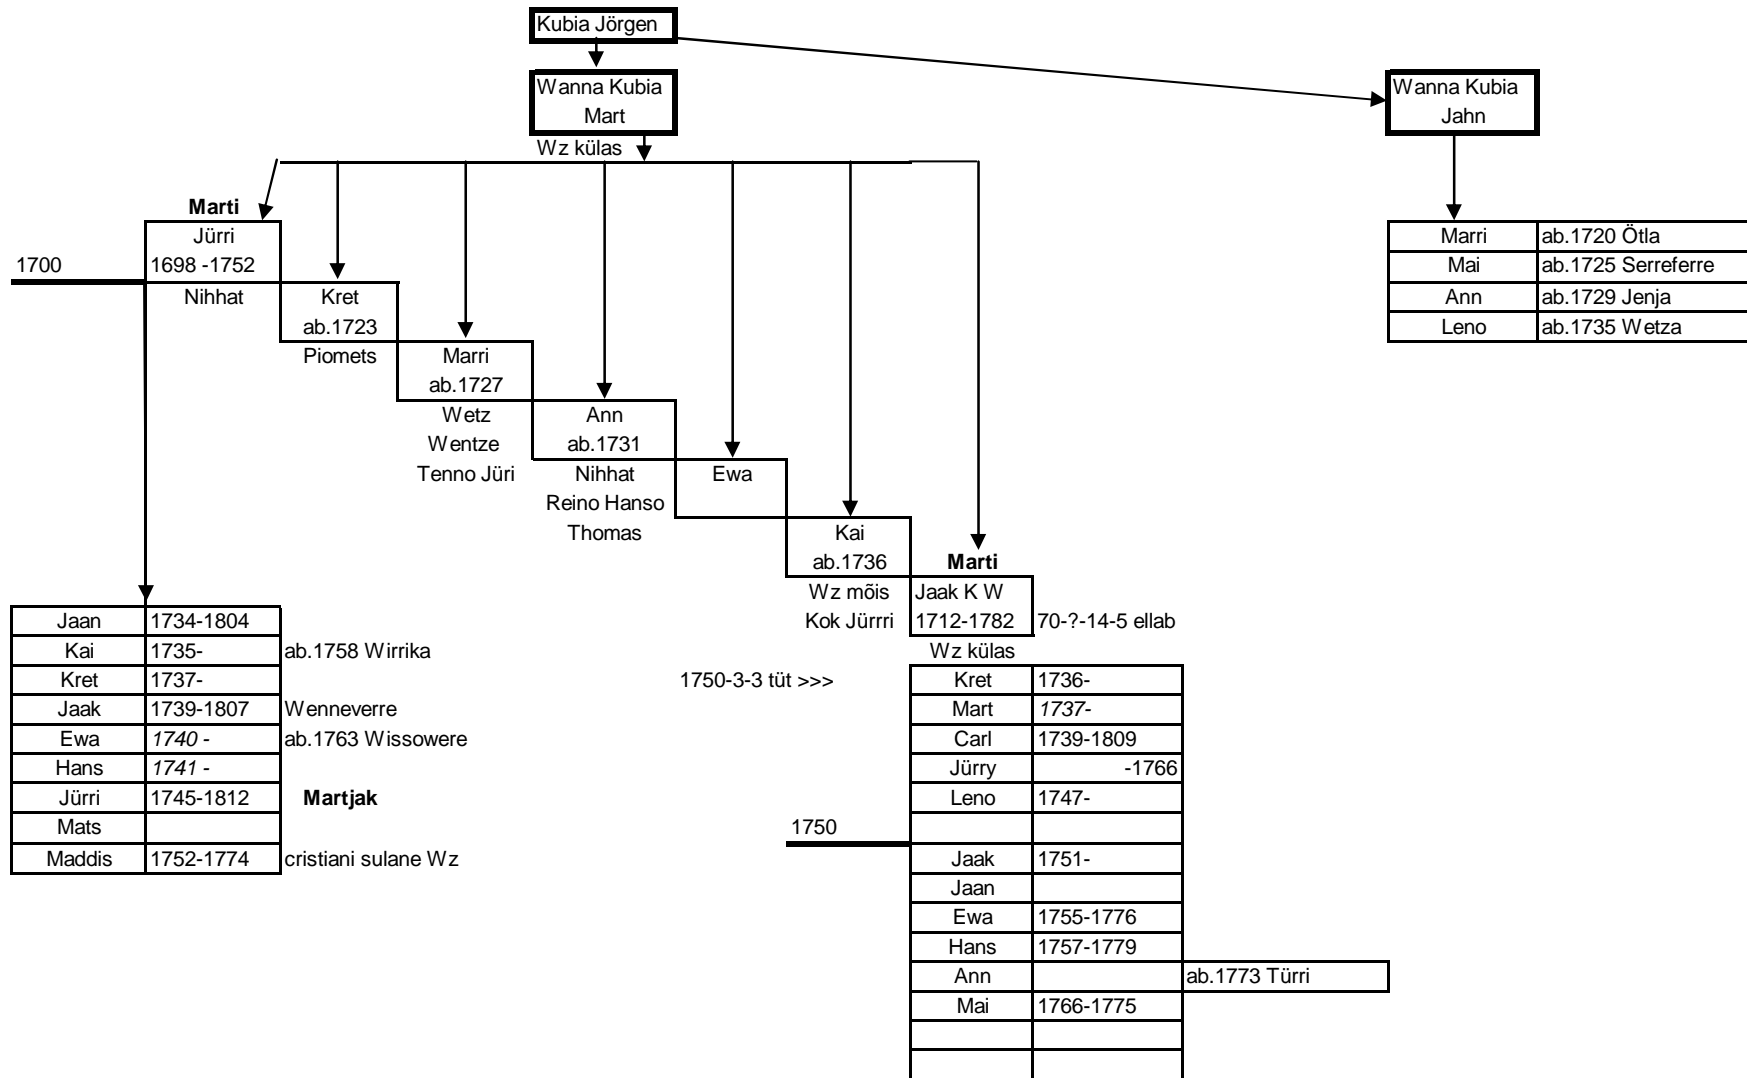 Kubia Jörgen
Wanna Kubia
Mart
Wanna Kubia
Jahn
Wz külas
Marti
Jürri
1698 -1752
Nihhat
1700
Kret
ab.1723
Piomets
Marri
ab.1727
Wetz
Wentze
Tenno Jüri
Ann
ab.1731
Nihhat
Reino Hanso
Thomas
Ewa
Kai
ab.1736
Wz mõis
Kok Jürrri
Marti
Jaak K W
1712-1782 70-?-14-5 ellab
Wz külas
Marri ab.1720 Ötla
Mai ab.1725 Serreferre
Ann ab.1729 Jenja
Leno ab.1735 Wetza
Jaan 1734-1804
Kai 1735- ab.1758 Wirrika
Kret 1737-
Jaak 1739-1807 Wenneverre
Ewa 1740 - ab.1763 Wissowere
Hans 1741 -
Jürri 1745-1812 Martjak
Mats
Maddis 1752-1774 cristiani sulane Wz
1750-3-3 tüt >>> Kret 1736-
Mart 1737-
Carl 1739-1809
Jürry -1766
Leno 1747-
1750
Jaak 1751-
Jaan
Ewa 1755-1776
Hans 1757-1779
Ann ab.1773 Türri
Mai 1766-1775